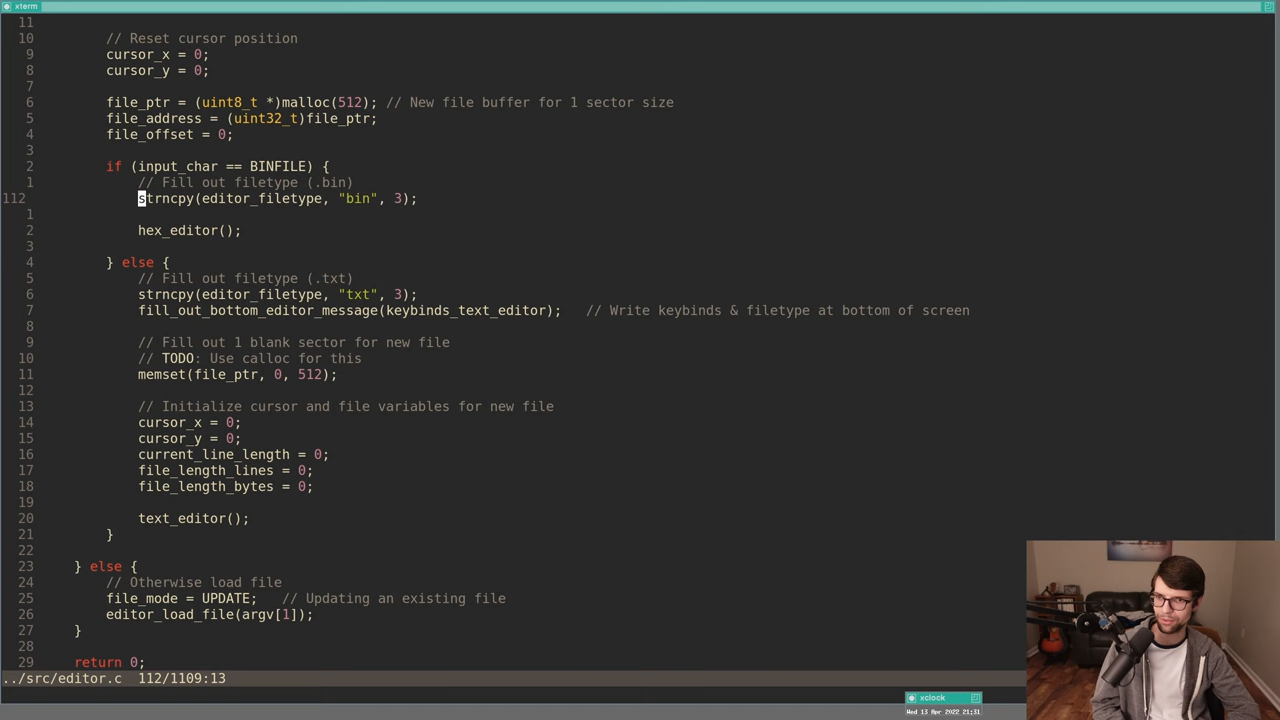 xterm
11
10 // Reset cursor position
9 cursor_x = 0;
8 cursor_y = 0;
7
6 file_ptr = (uint8_t *)malloc(512); // New file buffer for 1 sector size
5 file_address = (uint32_t)file_ptr;
4 file_offset = 0;
3
2 if (input_char == BINFILE) {
1 // Fill out filetype (.bin)
112 strncpy(editor_filetype, "bin", 3);
1
2 hex_editor();
3
4 } else {
5 // Fill out filetype (.txt)
6 strncpy(editor_filetype, "txt", 3);
7 fill_out_bottom_editor_message(keybinds_text_editor); // Write keybinds & filetype at bottom of screen
8
9 // Fill out 1 blank sector for new file
10 // TODO: Use calloc for this
11 memset(file_ptr, 0, 512);
12
13 // Initialize cursor and file variables for new file
14 cursor_x = 0;
15 cursor_y = 0;
16 current_line_length = 0;
17 file_length_lines = 0;
18 file_length_bytes = 0;
19
20 text_editor();
21 }
22
23 } else {
24 // Otherwise load file
25 file_mode = UPDATE; // Updating an existing file
26 editor_load_file(argv[1]);
27 }
28
29 return 0;
../src/editor.c 112/1109:13
xclock
Wed 13 Apr 2022 21:31